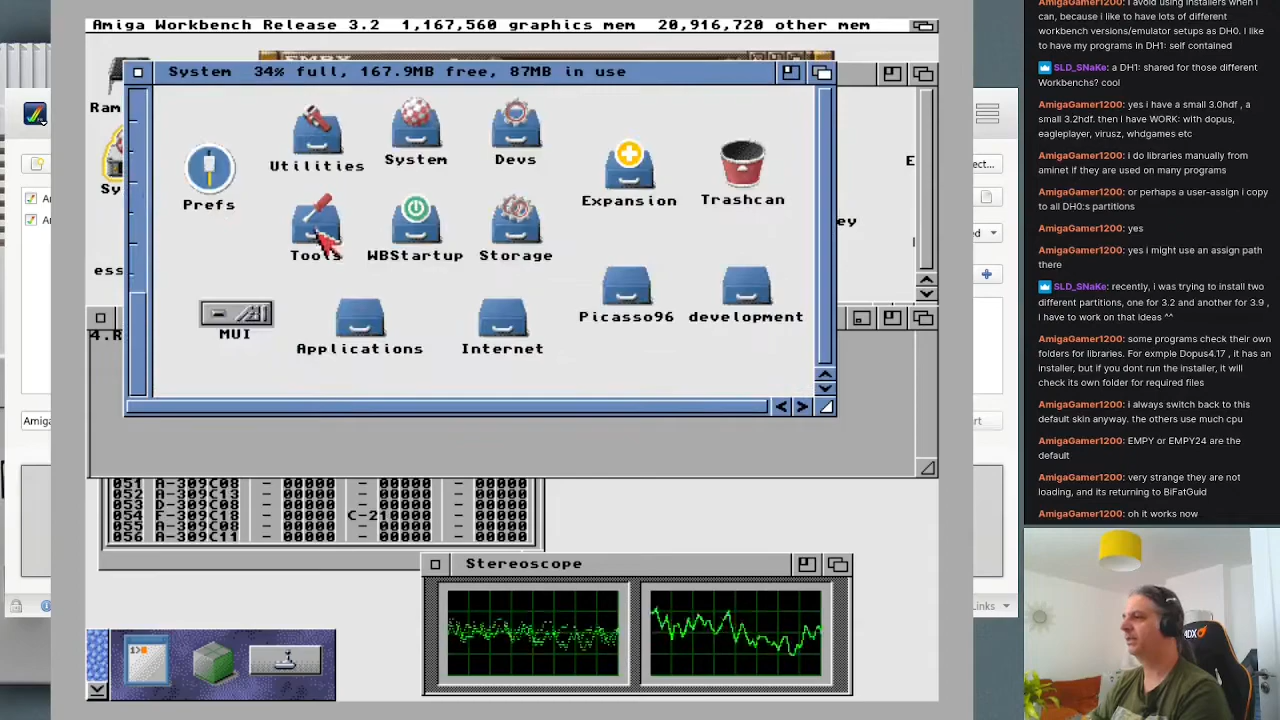 Amiga Workbench Release 3.2  1,167,560 graphics mem  20,916,720 other mem
EMPY
System  34% full, 167.9MB free, 87MB in use
Ram
Utilities
System
Devs
Expansion
Trashcan
Prefs
Sy
Tools
WBStartup
Storage
E
ey
ess
MUI
Applications
Internet
Picasso96
development
4.R
Amiga
ect...
ed
rt
Links
051 A-309C08 - 00000 - 00000 - 00000
052 A-309C13 - 00000 - 00000 - 00000
053 D-309C08 - 00000 - 00000 - 00000
054 F-309C18 - 00000 C-210000 - 00000
055 A-309C08 - 00000 - 00000 - 00000
056 A-309C11 - 00000 - 00000 - 00000
Stereoscope
1>
AmigaGamer1200: i avoid using installers when i
can, because i like to have lots of different
workbench versions/emulator setups as DH0. I like
to have my programs in DH1: self contained
SLD_SNaKe: a DH1: shared for those different
Workbenchs? cool
AmigaGamer1200: yes i have a small 3.0hdf , a
small 3.2hdf. then i have WORK: with dopus,
eagleplayer, virusz, whdgames etc
AmigaGamer1200: i do libraries manually from
aminet if they are used on many programs
AmigaGamer1200: or perhaps a user-assign i copy
to all DH0:s partitions
AmigaGamer1200: yes
AmigaGamer1200: yes i might use an assign path
there
SLD_SNaKe: recently, i was trying to install two
different partitions, one for 3.2 and another for 3.9 ,
i have to work on that ideas ^^
AmigaGamer1200: some programs check their own
folders for libraries. For exmple Dopus4.17 , it has an
installer, but if you dont run the installer, it will
check its own folder for required files
AmigaGamer1200: i always switch back to this
default skin anyway. the others use much cpu
AmigaGamer1200: EMPY or EMPY24 are the
default
AmigaGamer1200: very strange they are not
loading, and its returning to BiFatGuid
AmigaGamer1200: oh it works now